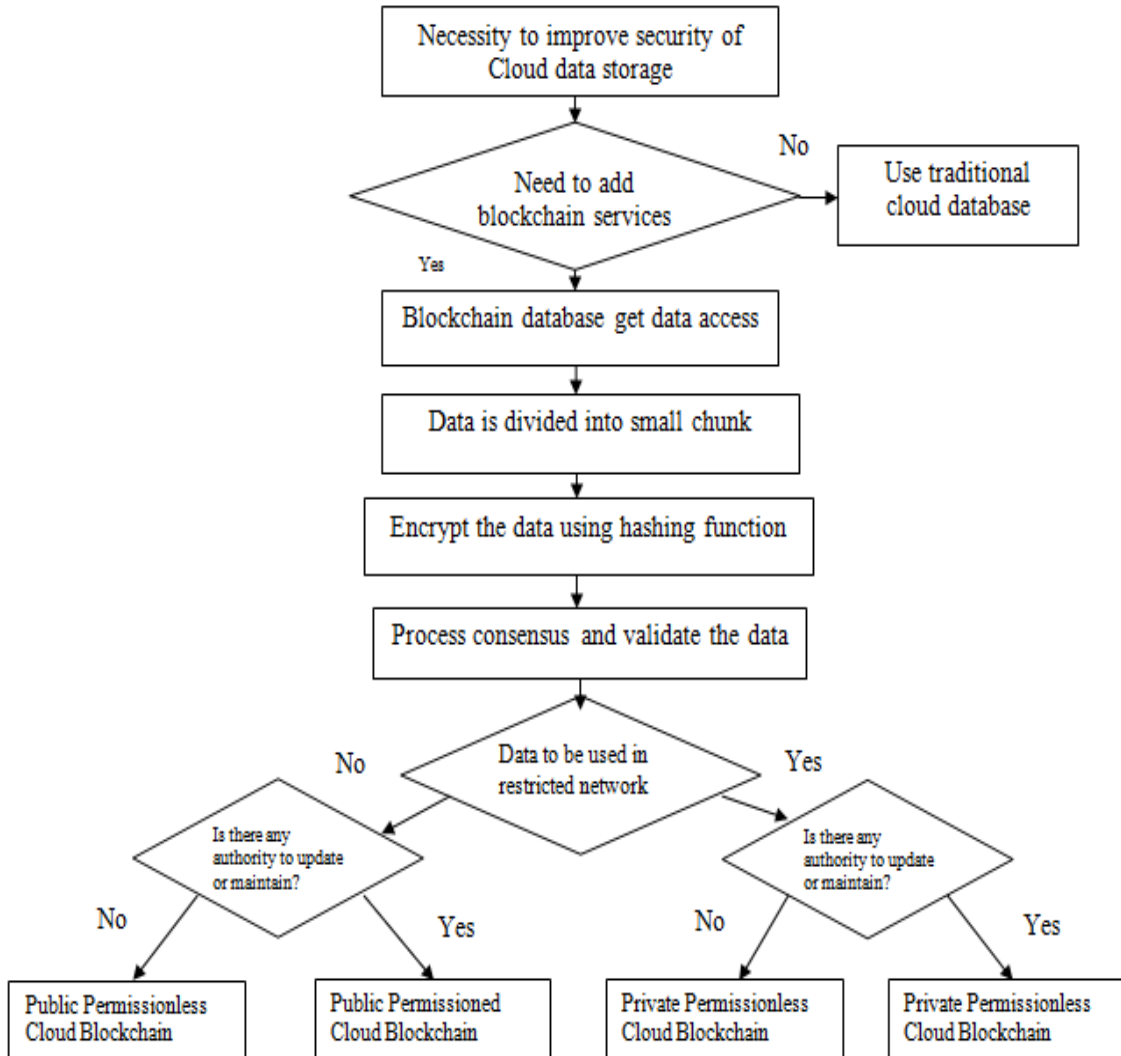 Necessity to improve security of
Cloud data storage
No
Need to add
blockchain services
Use traditional
cloud database
Yes
Blockchain database get data access
Data is divided into small chunk
Encrypt the data using hashing function
Process consensus and validate the data
No
Data to be used in
restricted network
Yes
Is there any
authority to update
or maintain?
Is there any
authority to update
or maintain?
No
Yes
No
Yes
Public Permissionless
Cloud Blockchain
Public Permissioned
Cloud Blockchain
Private Permissionless
Cloud Blockchain
Private Permissionless
Cloud Blockchain